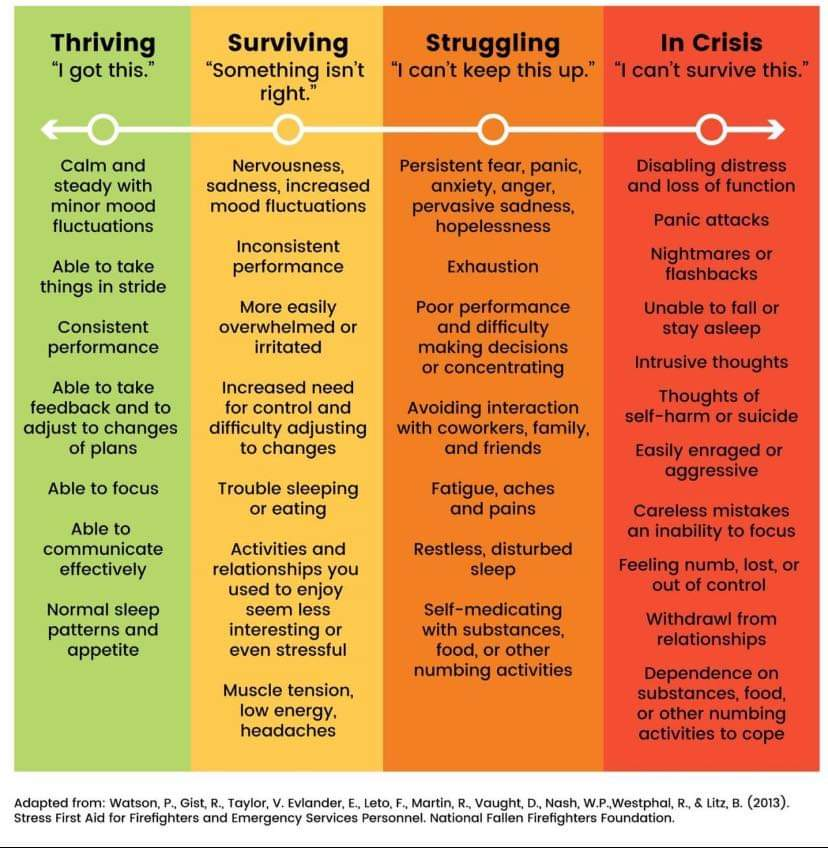 Thriving
"I got this."
Calm and
steady with
minor mood
fluctuations
Able to take
things in stride
Consistent
performance
Able to take
feedback and to
adjust to changes
of plans
Able to focus
Able to
communicate
effectively
Normal sleep
patterns and
appetite
Surviving
"Something isn't
right."
Nervousness,
sadness, increased
mood fluctuations
Inconsistent
performance
More easily
overwhelmed or
irritated
Increased need
for control and
difficulty adjusting
to changes
Trouble sleeping
or eating
Activities and
relationships you
used to enjoy
seem less
interesting or
even stressful
Muscle tension,
low energy,
headaches
Struggling
"I can't keep this up."
Persistent fear, panic,
anxiety, anger,
pervasive sadness,
hopelessness
Exhaustion
Poor performance
and difficulty
making decisions
or concentrating
Avoiding interaction
with coworkers, family,
and friends
Fatigue, aches
and pains
Restless, disturbed
sleep
Self-medicating
with substances,
food, or other
numbing activities
In Crisis
"I can't survive this."
Disabling distress
and loss of function
Panic attacks
Nightmares or
flashbacks
Unable to fall or
stay asleep
Intrusive thoughts
Thoughts of
self-harm or suicide
Easily enraged or
aggressive
Careless mistakes
an inability to focus
Feeling numb, lost, or
out of control
Withdrawl from
relationships
Dependence on
substances, food,
or other numbing
activities to cope
Adapted from: Watson, P., Gist, R., Taylor, V. Evlander, E., Leto, F., Martin, R., Vaught, D., Nash, W.P.,Westphal, R., & Litz, B. (2013).
Stress First Aid for Firefighters and Emergency Services Personnel. National Fallen Firefighters Foundation.